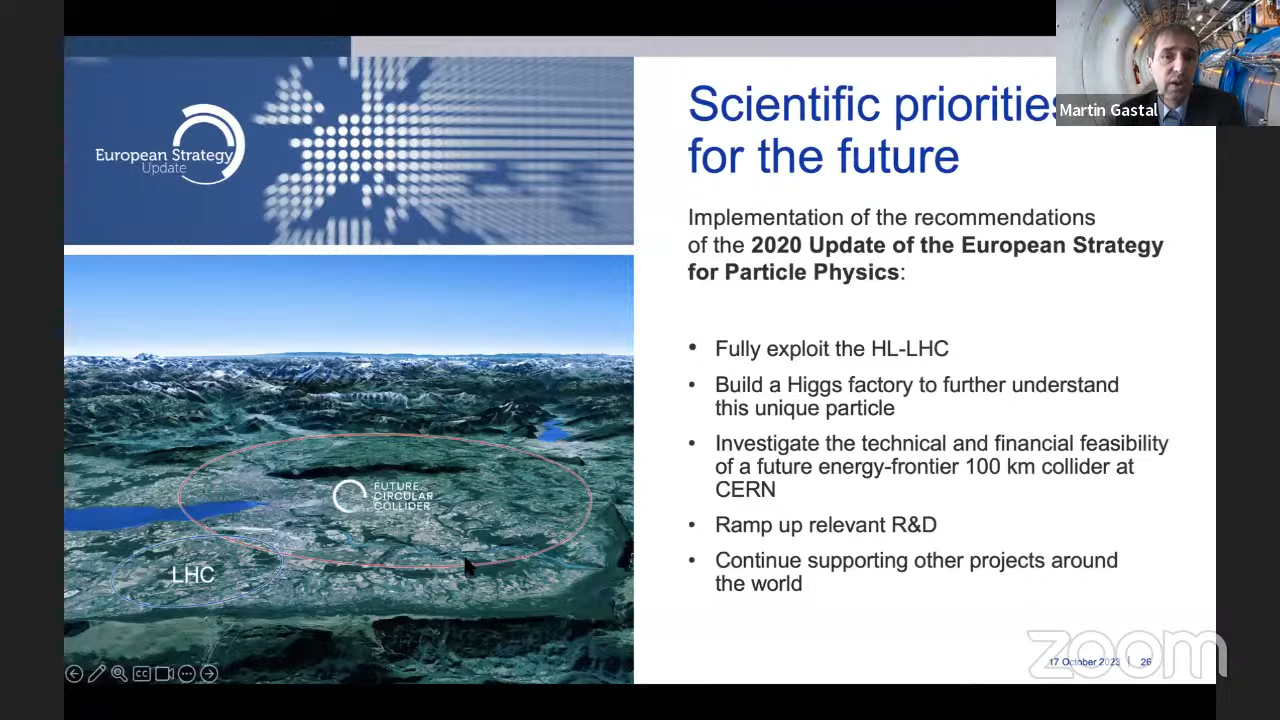 European Strategy
Update
Scientific priorities
for the future
Martin Gastal
Implementation of the recommendations
of the 2020 Update of the European Strategy
for Particle Physics:
• Fully exploit the HL-LHC
• Build a Higgs factory to further understand
this unique particle
• Investigate the technical and financial feasibility
of a future energy-frontier 100 km collider at
CERN
• Ramp up relevant R&D
• Continue supporting other projects around
the world
FUTURE
CIRCULAR
COLLIDER
LHC
CC
zoom
17 October 2023 | 26